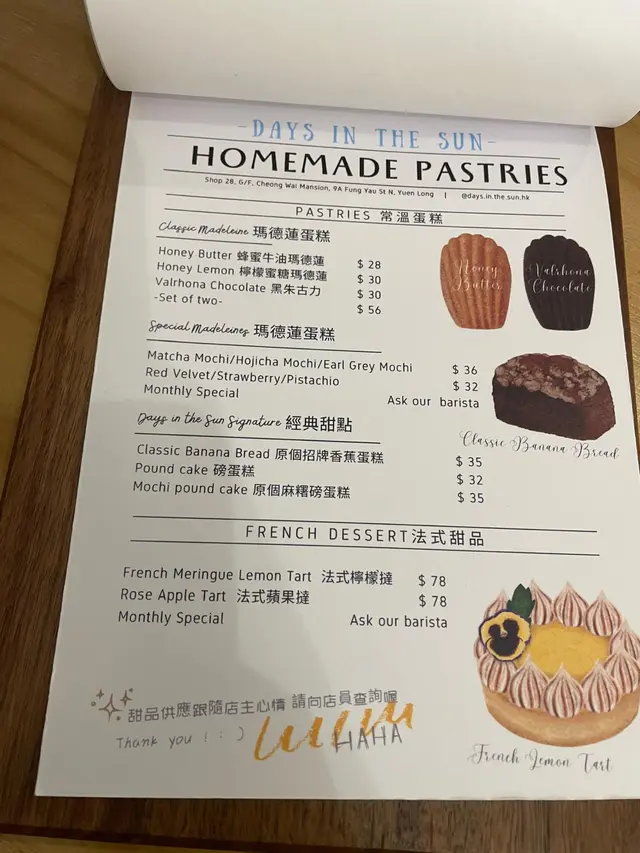 -DAYS IN THE SUN-
HOMEMADE PASTRIES
Shop 28, G/F, Cheong Wai Mansion, 9A Fung Yau St N, Yuen Long | @days.in.the.sun.hk
PASTRIES 常溫蛋糕
Classic Madeleine 瑪德蓮蛋糕
Honey Butter 蜂蜜牛油瑪德蓮 $ 28
Honey Lemon 檸檬蜜糖瑪德蓮 $ 30
Valrhona Chocolate 黑朱古力 $ 30
-Set of two- $ 56
Honey Butter
Valrhona Chocolate
Special Madeleines 瑪德蓮蛋糕
Matcha Mochi/Hojicha Mochi/Earl Grey Mochi $ 36
Red Velvet/Strawberry/Pistachio $ 32
Monthly Special Ask our barista
Classic Banana Bread
Days in the Sun Signature 經典甜點
Classic Banana Bread 原個招牌香蕉蛋糕 $ 35
Pound cake 磅蛋糕 $ 32
Mochi pound cake 原個麻糬磅蛋糕 $ 35
FRENCH DESSERT法式甜品
French Meringue Lemon Tart 法式檸檬撻 $ 78
Rose Apple Tart 法式蘋果撻 $ 78
Monthly Special Ask our barista
甜品供應跟隨店主心情 請向店員查詢喔
Thank you ! : )
HAHA
French Lemon Tart